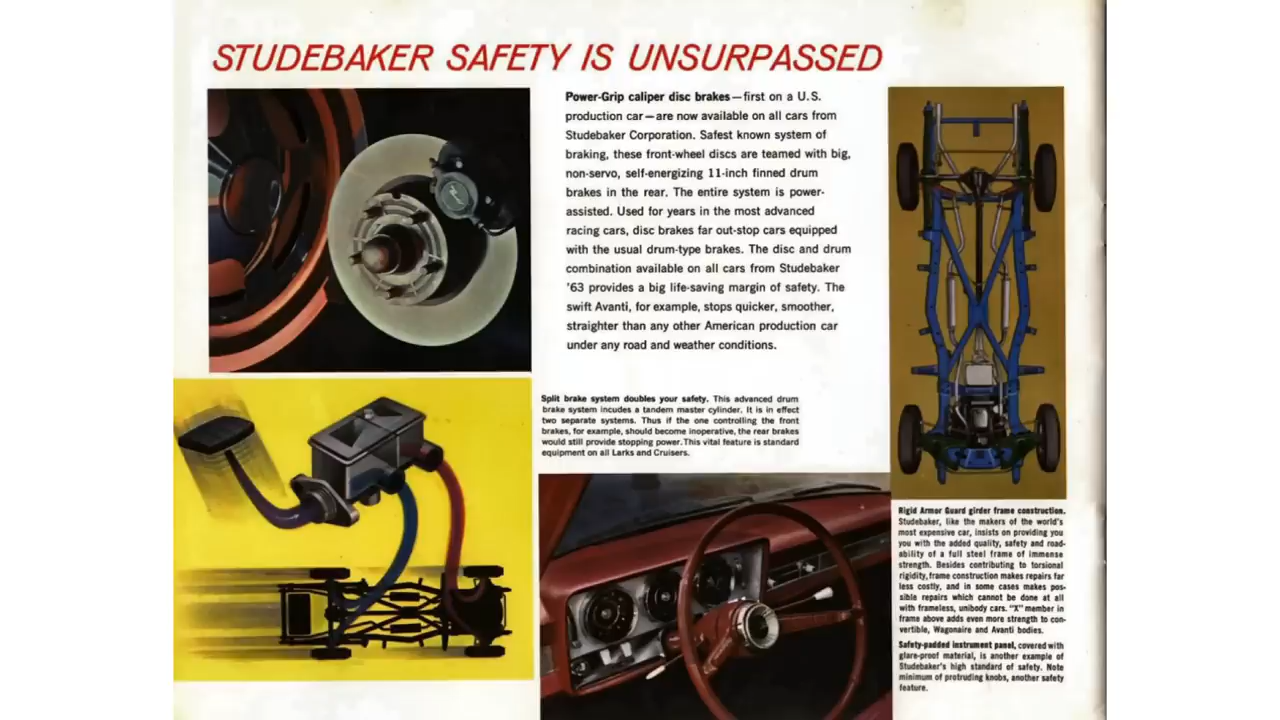 STUDEBAKER SAFETY IS UNSURPASSED
Power-Grip caliper disc brakes—first on a U.S.
production car—are now available on all cars from
Studebaker Corporation. Safest known system of
braking, these front-wheel discs are teamed with big,
non-servo, self-energizing 11-inch finned drum
brakes in the rear. The entire system is power-
assisted. Used for years in the most advanced
racing cars, disc brakes far out-stop cars equipped
with the usual drum-type brakes. The disc and drum
combination available on all cars from Studebaker
'63 provides a big life-saving margin of safety. The
swift Avanti, for example, stops quicker, smoother,
straighter than any other American production car
under any road and weather conditions.
Split brake system doubles your safety. This advanced drum
brake system incudes a tandem master cylinder. It is in effect
two separate systems. Thus if the one controlling the front
brakes, for example, should become inoperative, the rear brakes
would still provide stopping power. This vital feature is standard
equipment on all Larks and Cruisers.
Rigid Armor Guard girder frame construction.
Studebaker, like the makers of the world's
most expensive car, insists on providing you
you with the added quality, safety and road-
ability of a full steel frame of immense
strength. Besides contributing to torsional
rigidity, frame construction makes repairs far
less costly, and in some cases makes pos-
sible repairs which cannot be done at all
with frameless, unibody cars. "X" member in
frame above adds even more strength to con-
vertible, Wagonaire and Avanti bodies.
Safety-padded instrument panel, covered with
glare-proof material, is another example of
Studebaker's high standard of safety. Note
minimum of protruding knobs, another safety
feature.